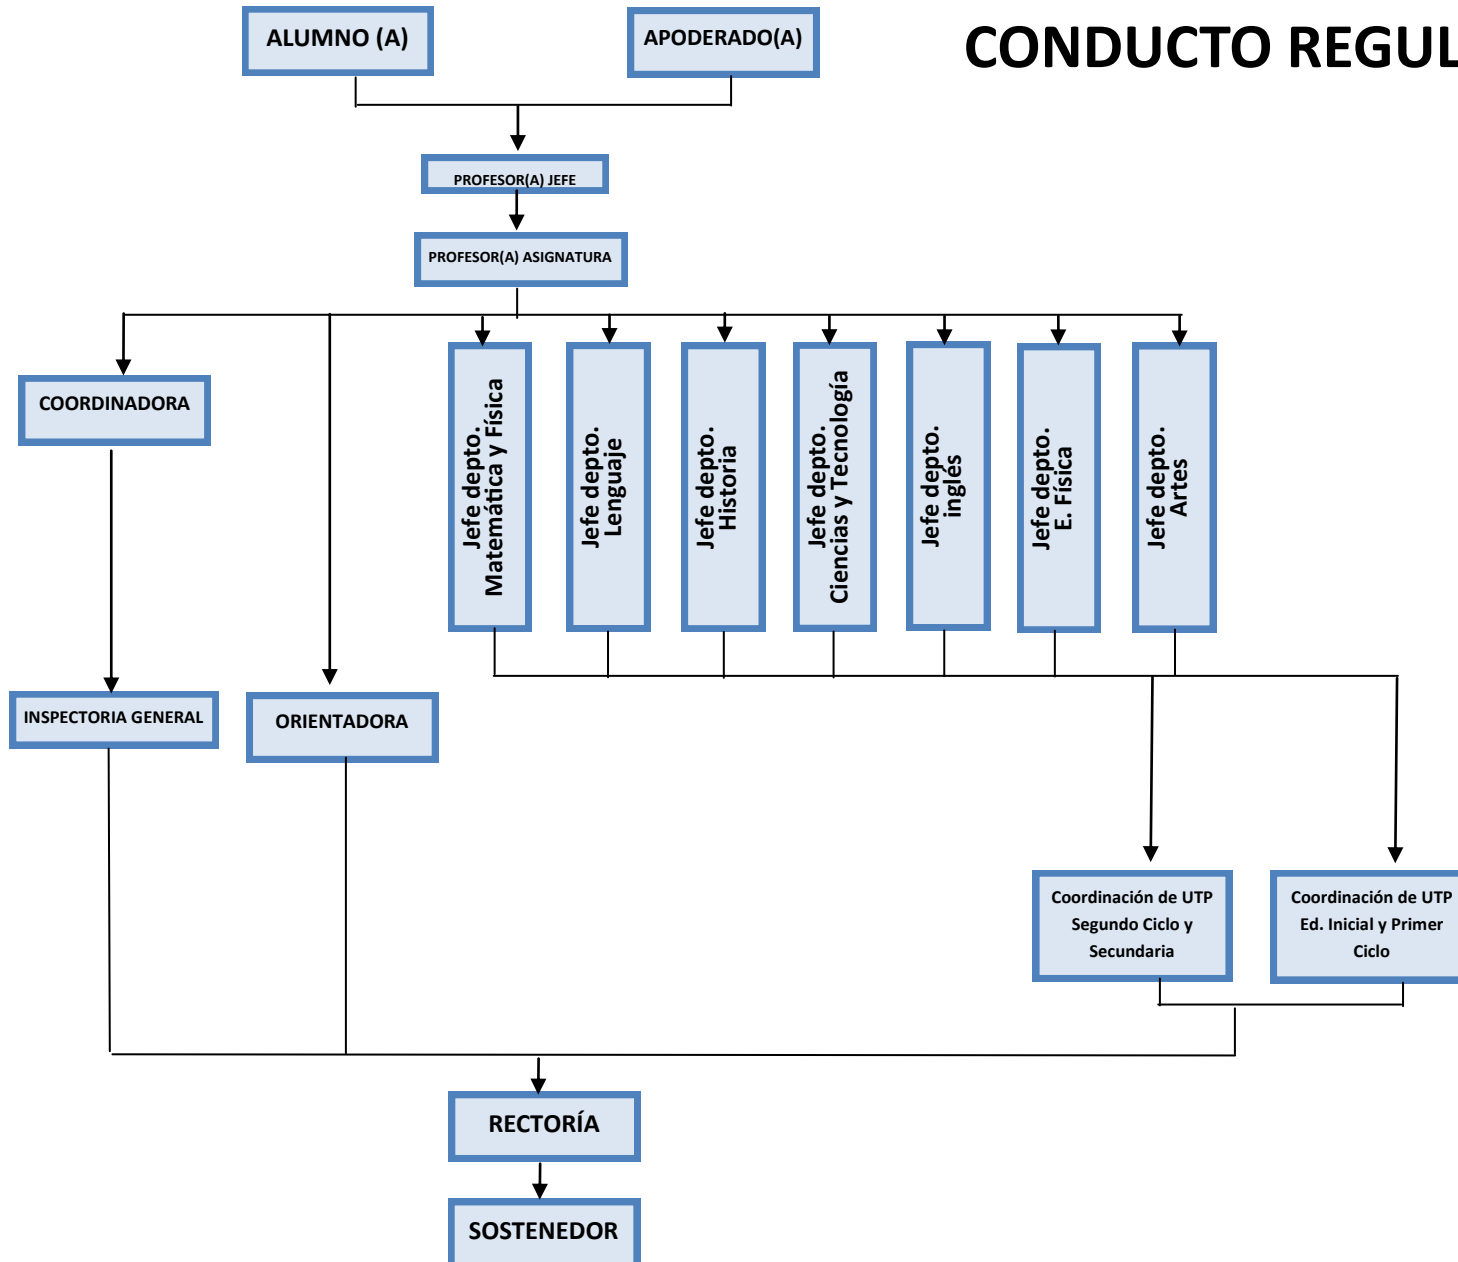 ALUMNO (A)
APODERADO(A)
CONDUCTO REGUL
PROFESOR(A) JEFE
PROFESOR(A) ASIGNATURA
COORDINADORA
Jefe depto.
Matemática y Física
Jefe depto.
Lenguaje
Jefe depto.
Historia
Jefe depto.
Ciencias y Tecnología
Jefe depto.
inglés
Jefe depto.
E. Física
Jefe depto.
Artes
INSPECTORIA GENERAL
ORIENTADORA
Coordinación de UTP
Segundo Ciclo y
Secundaria
Coordinación de UTP
Ed. Inicial y Primer
Ciclo
RECTORÍA
SOSTENEDOR